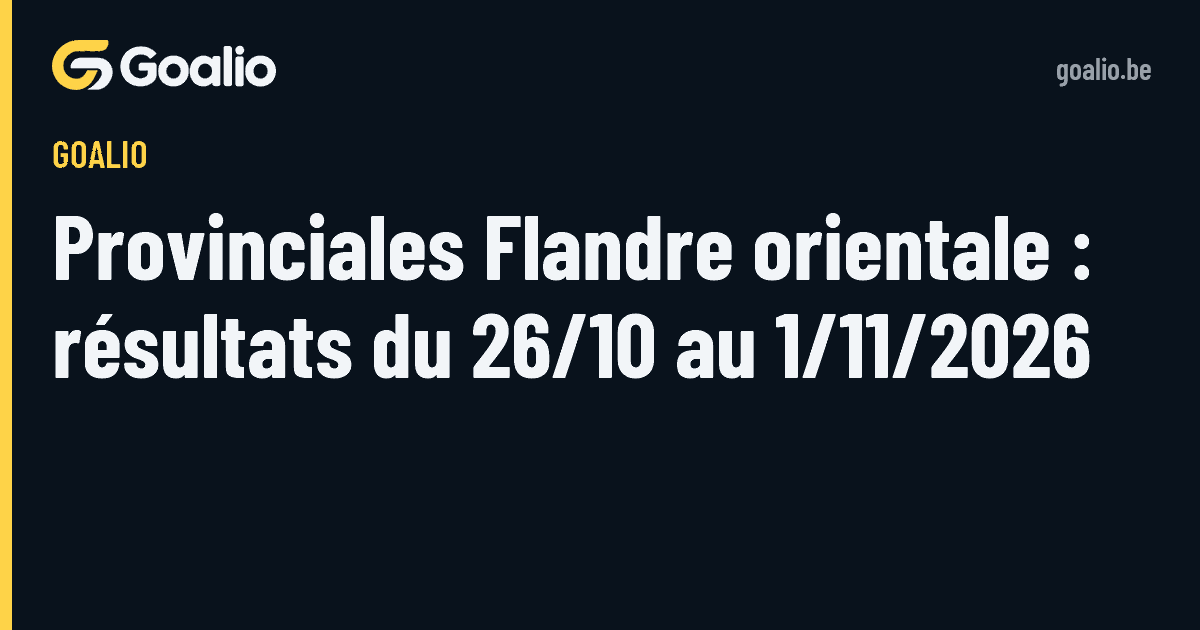 Goalio
goalio.be
GOALIO
Provinciales Flandre orientale :
résultats du 26/10 au 1/11/2026